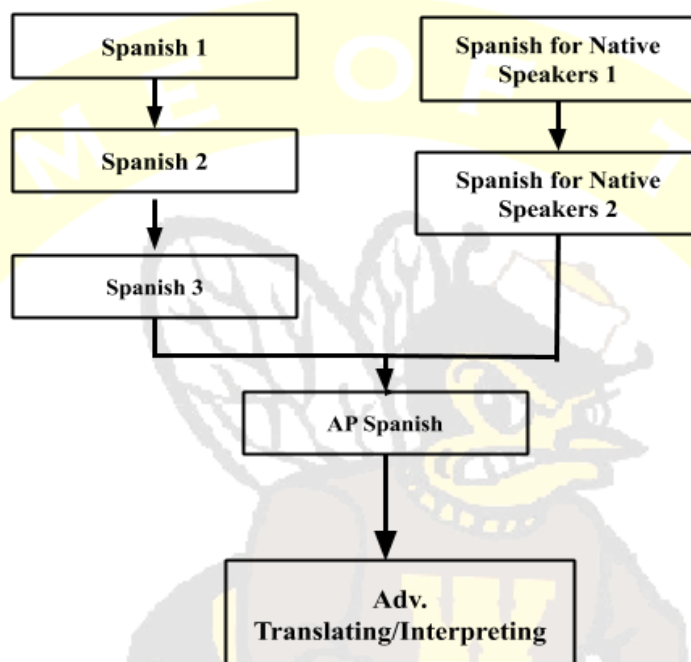 Spanish 1
Spanish for Native
Speakers 1
Spanish 2
Spanish for Native
Speakers 2
Spanish 3
AP Spanish
Adv.
Translating/Interpreting
M E O F
W